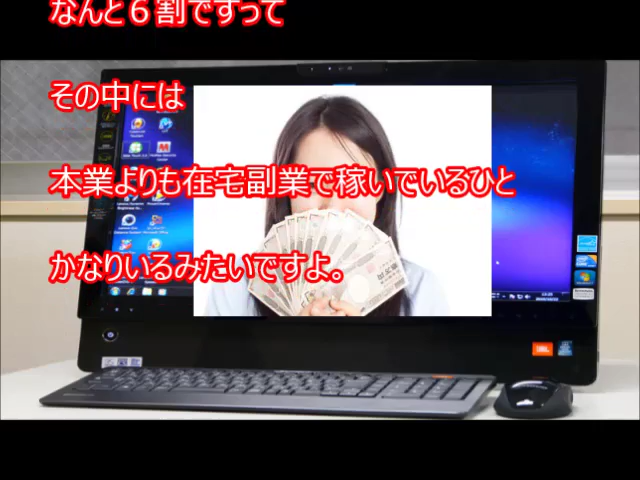 なんと６割ですって
その中には
本業よりも在宅副業で稼いでいるひと
かなりいるみたいですよ。
JBL